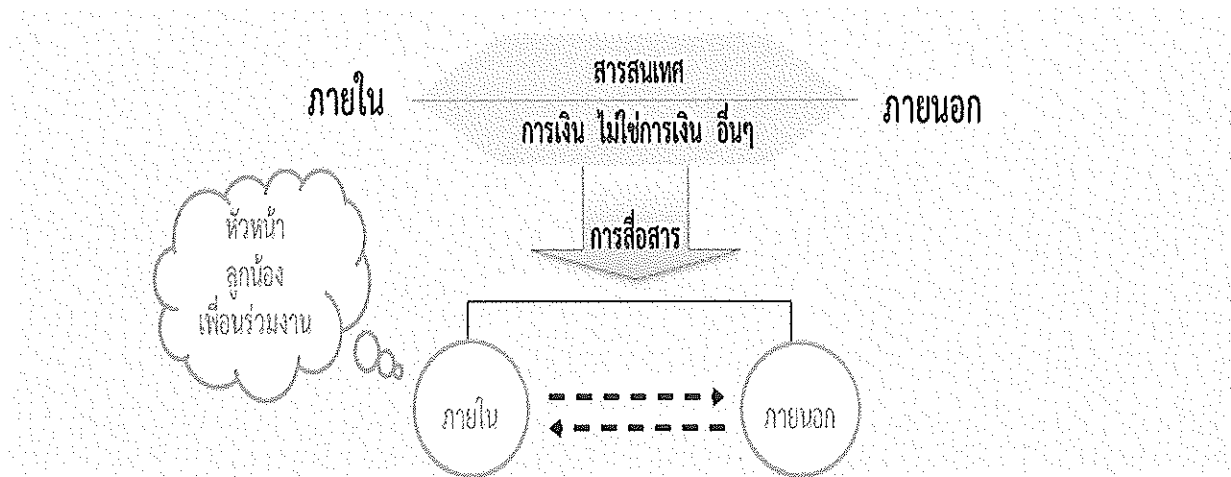 สารสนเทศ
ภายใน
ภายนอก
การเงิน ไม่ใช่การเงิน อื่นๆ
การสื่อสาร
หัวหน้า
ลูกน้อง
เพื่อนร่วมงาน
ภายใน
ภายนอก